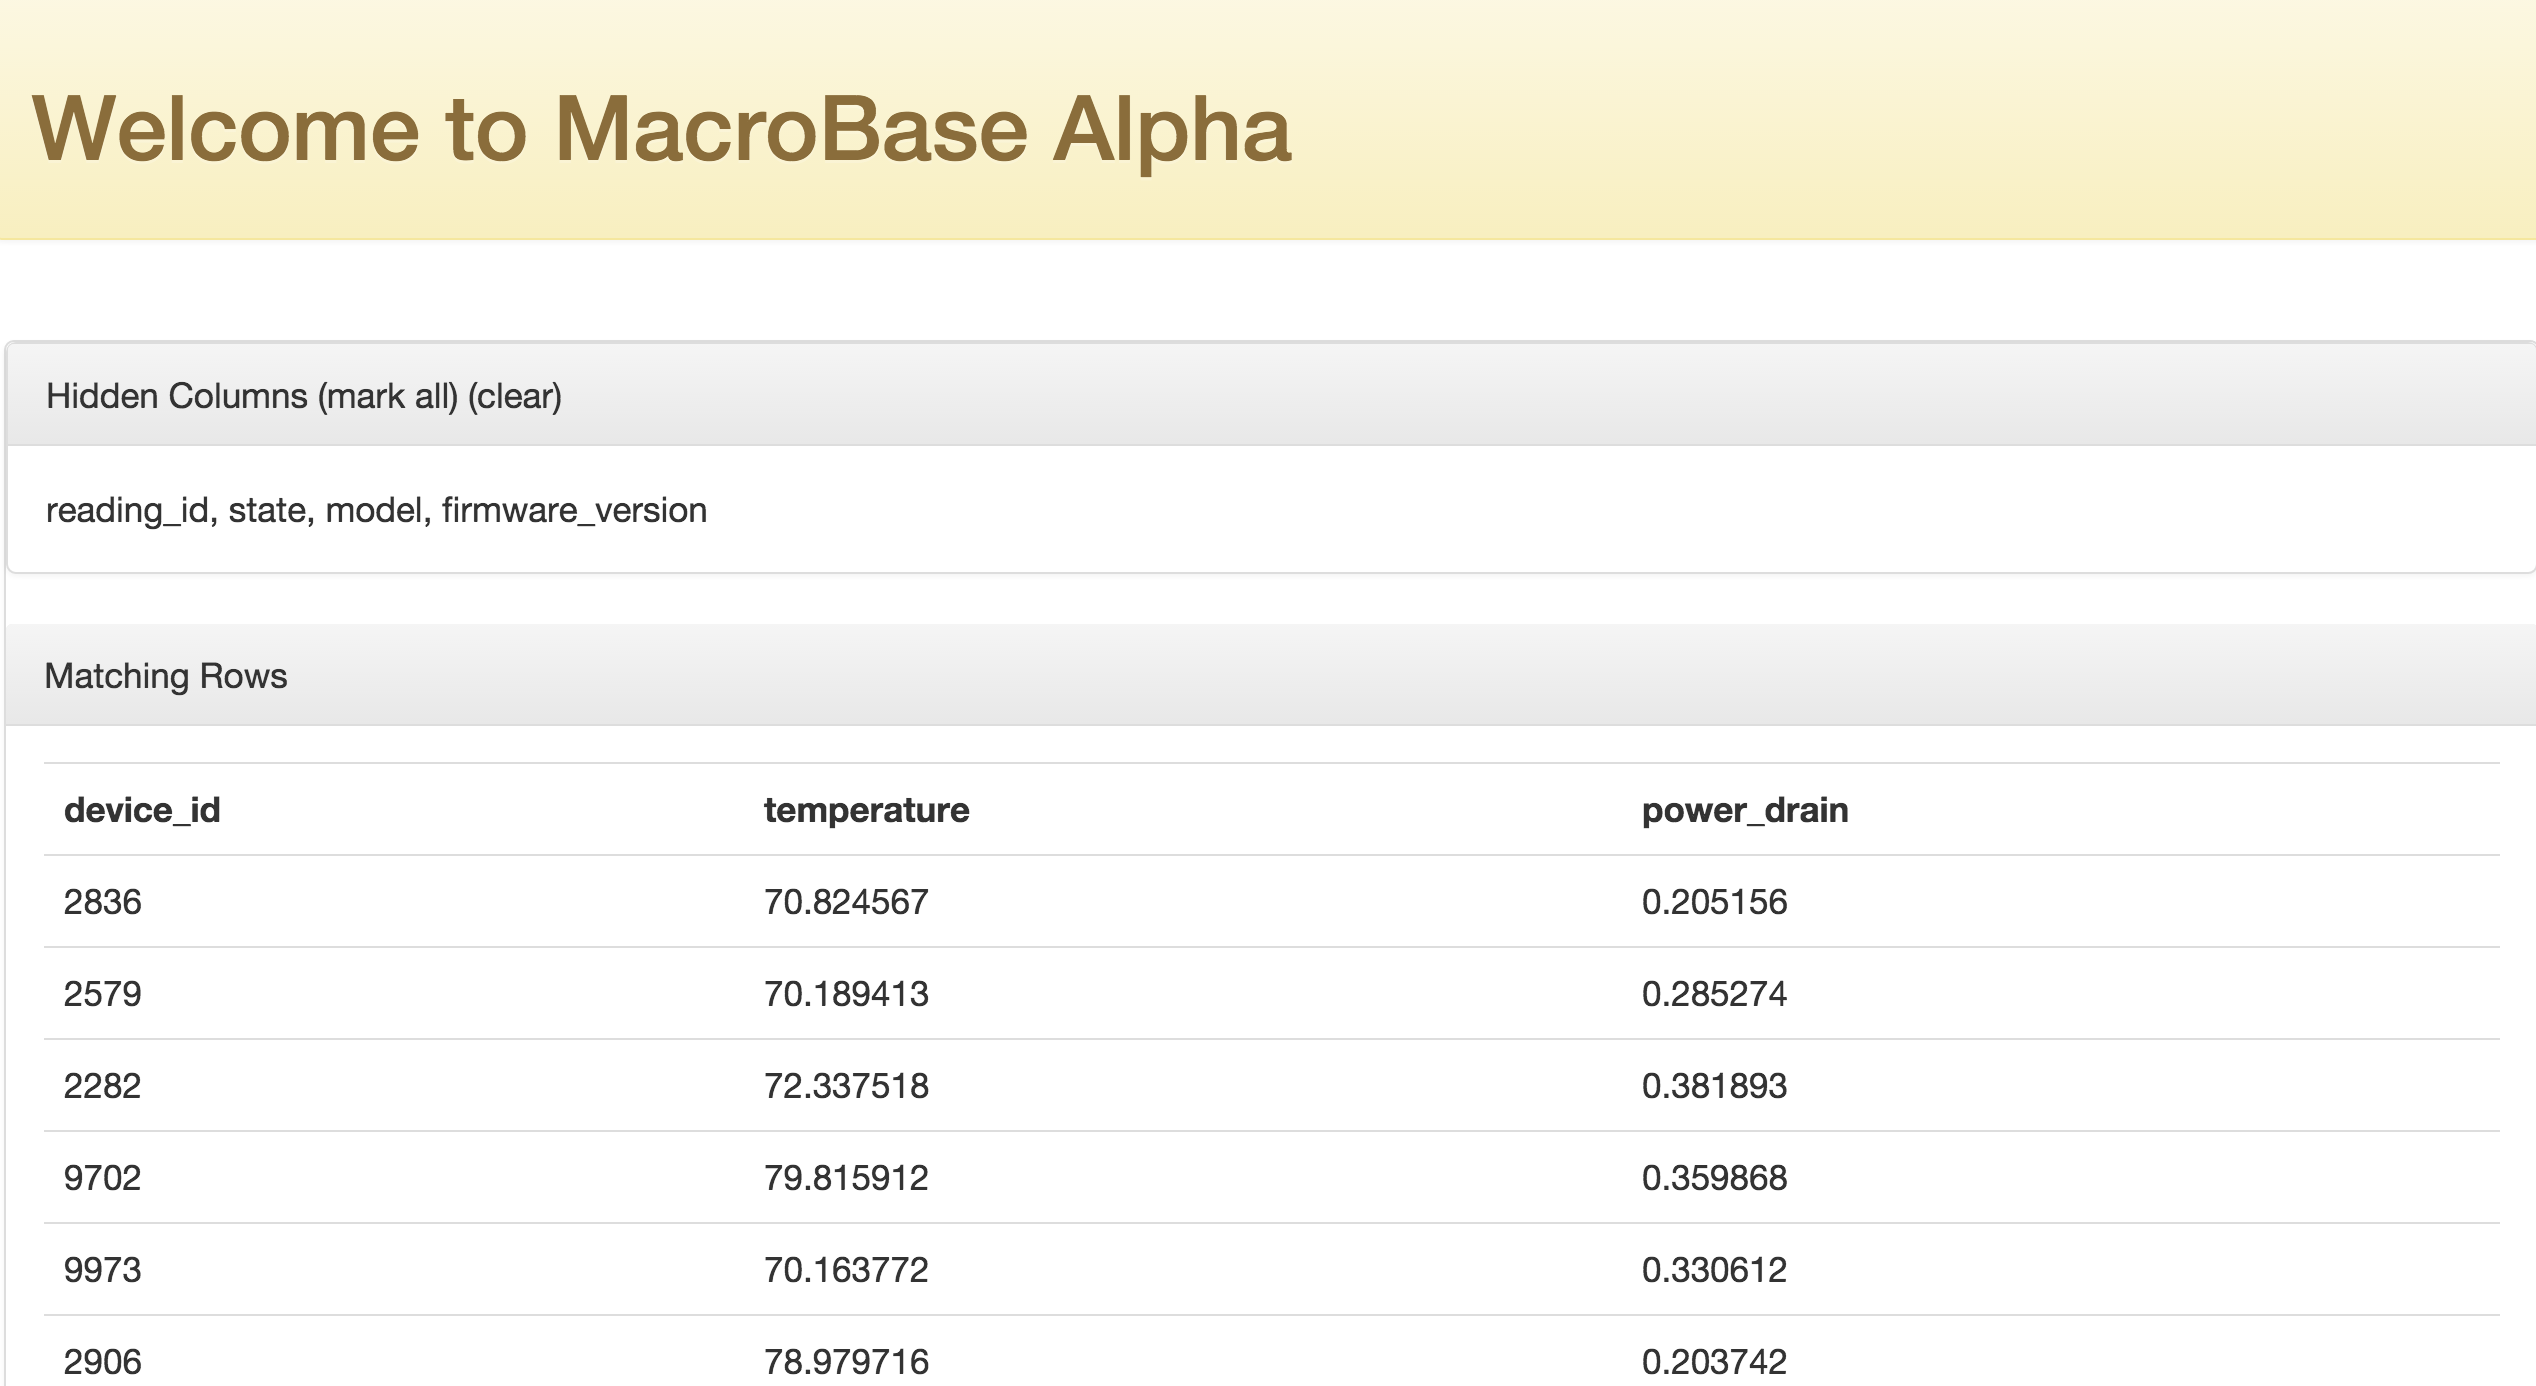 Welcome to MacroBase Alpha
Hidden Columns (mark all) (clear)
reading_id, state, model, firmware_version
Matching Rows
device_id temperature power_drain
2836 70.824567 0.205156
2579 70.189413 0.285274
2282 72.337518 0.381893
9702 79.815912 0.359868
9973 70.163772 0.330612
2906 78.979716 0.203742